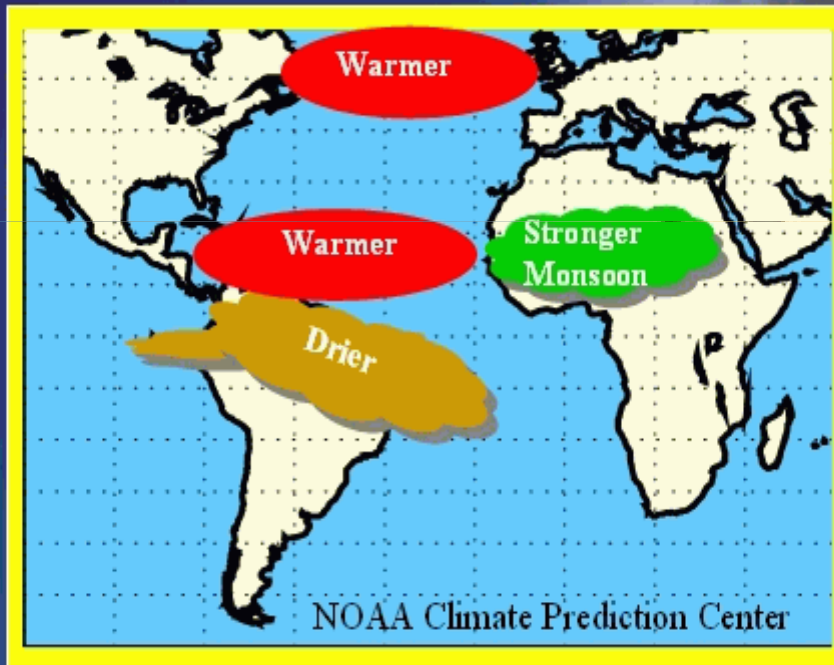 Warmer
Warmer
Stronger
Monsoon
Drier
NOAA Climate Prediction Center